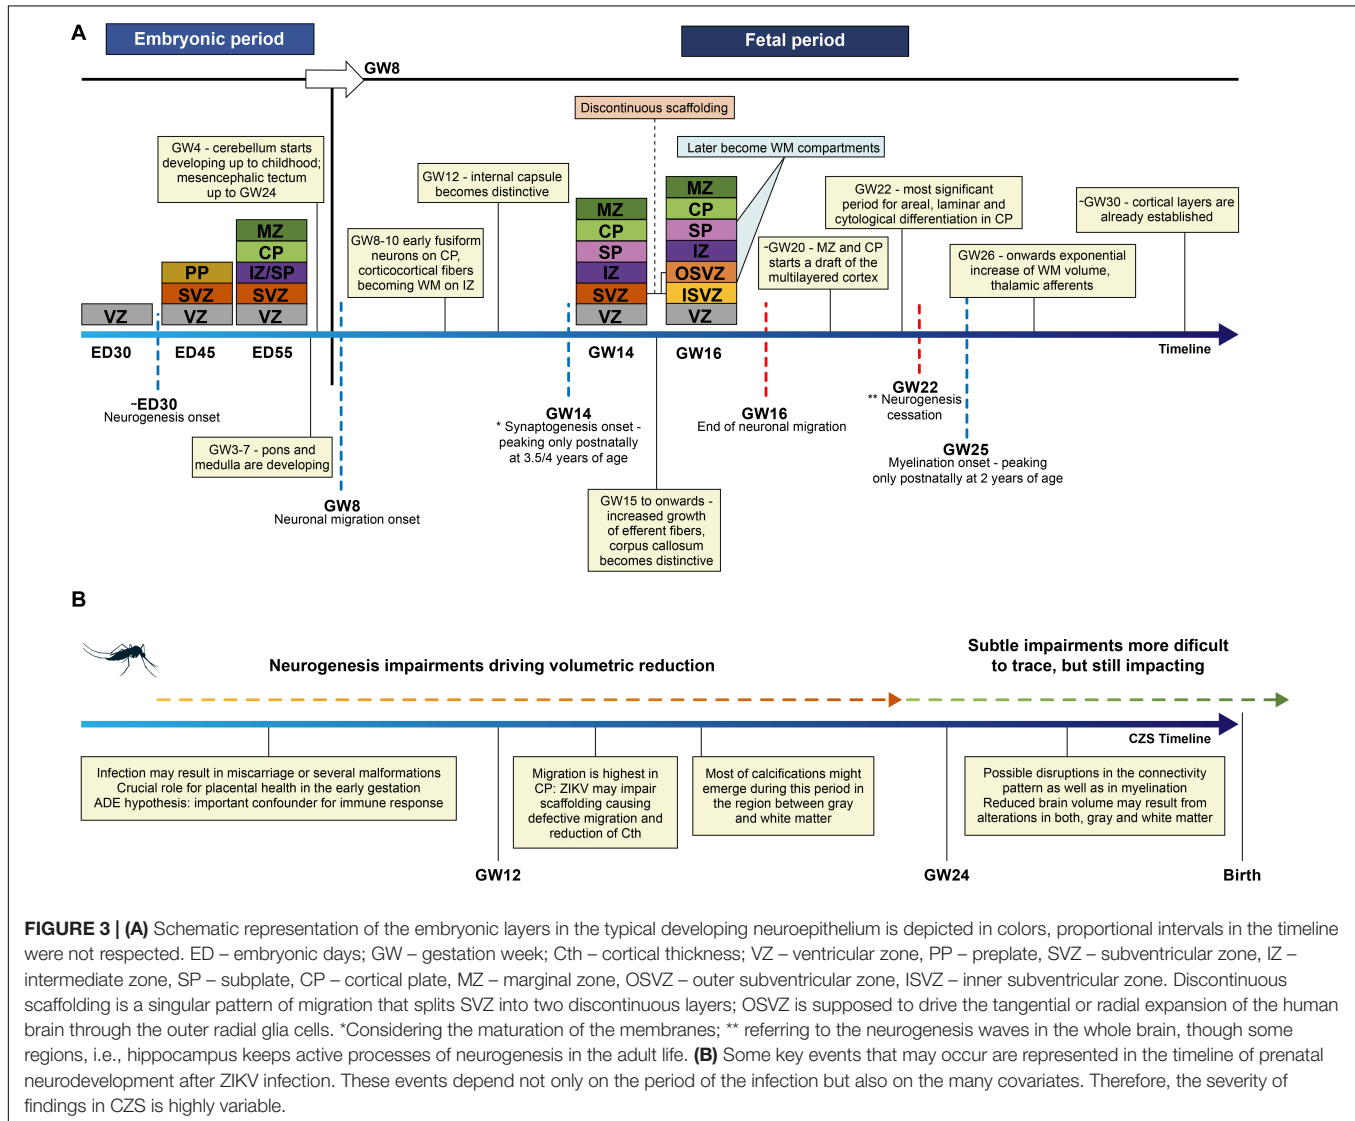 A
Embryonic period
Fetal period
GW8
Discontinuous scaffolding
GW4 - cerebellum starts
developing up to childhood;
mesencephalic tectum
up to GW24
GW12 - internal capsule
becomes distinctive
Later become WM compartments
GW22 - most significant
period for areal, laminar and
cytological differentiation in CP
~GW30 - cortical layers are
already established
GW8-10 early fusiform
neurons on CP,
corticocortical fibers
becoming WM on IZ
~GW20 - MZ and CP
starts a draft of the
multilayered cortex
GW26 - onwards exponential
increase of WM volume,
thalamic afferents
VZ
PP
SVZ
VZ
MZ
CP
IZ/SP
SVZ
VZ
MZ
CP
SP
IZ
SVZ
VZ
MZ
CP
SP
IZ
OSVZ
ISVZ
VZ
ED30
ED45
ED55
GW14
GW16
Timeline
~ED30
Neurogenesis onset
GW3-7 - pons and
medulla are developing
GW8
Neuronal migration onset
GW14
* Synaptogenesis onset -
peaking only postnatally
at 3.5/4 years of age
GW15 to onwards -
increased growth
of efferent fibers,
corpus callosum
becomes distinctive
GW16
End of neuronal migration
GW22
** Neurogenesis
cessation
GW25
Myelination onset - peaking
only postnatally at 2 years of age
B
Neurogenesis impairments driving volumetric reduction
Subtle impairments more dificult
to trace, but still impacting
CZS Timeline
Infection may result in miscarriage or several malformations
Crucial role for placental health in the early gestation
ADE hypothesis: important confounder for immune response
Migration is highest in
CP: ZIKV may impair
scaffolding causing
defective migration and
reduction of Cth
Most of calcifications might
emerge during this period in
the region between gray
and white matter
Possible disruptions in the connectivity
pattern as well as in myelination
Reduced brain volume may result from
alterations in both, gray and white matter
GW12
GW24
Birth
FIGURE 3 | (A) Schematic representation of the embryonic layers in the typical developing neuroepithelium is depicted in colors, proportional intervals in the timeline
were not respected. ED – embryonic days; GW – gestation week; Cth – cortical thickness; VZ – ventricular zone, PP – preplate, SVZ – subventricular zone, IZ –
intermediate zone, SP – subplate, CP – cortical plate, MZ – marginal zone, OSVZ – outer subventricular zone, ISVZ – inner subventricular zone. Discontinuous
scaffolding is a singular pattern of migration that splits SVZ into two discontinuous layers; OSVZ is supposed to drive the tangential or radial expansion of the human
brain through the outer radial glia cells. *Considering the maturation of the membranes; ** referring to the neurogenesis waves in the whole brain, though some
regions, i.e., hippocampus keeps active processes of neurogenesis in the adult life. (B) Some key events that may occur are represented in the timeline of prenatal
neurodevelopment after ZIKV infection. These events depend not only on the period of the infection but also on the many covariates. Therefore, the severity of
findings in CZS is highly variable.